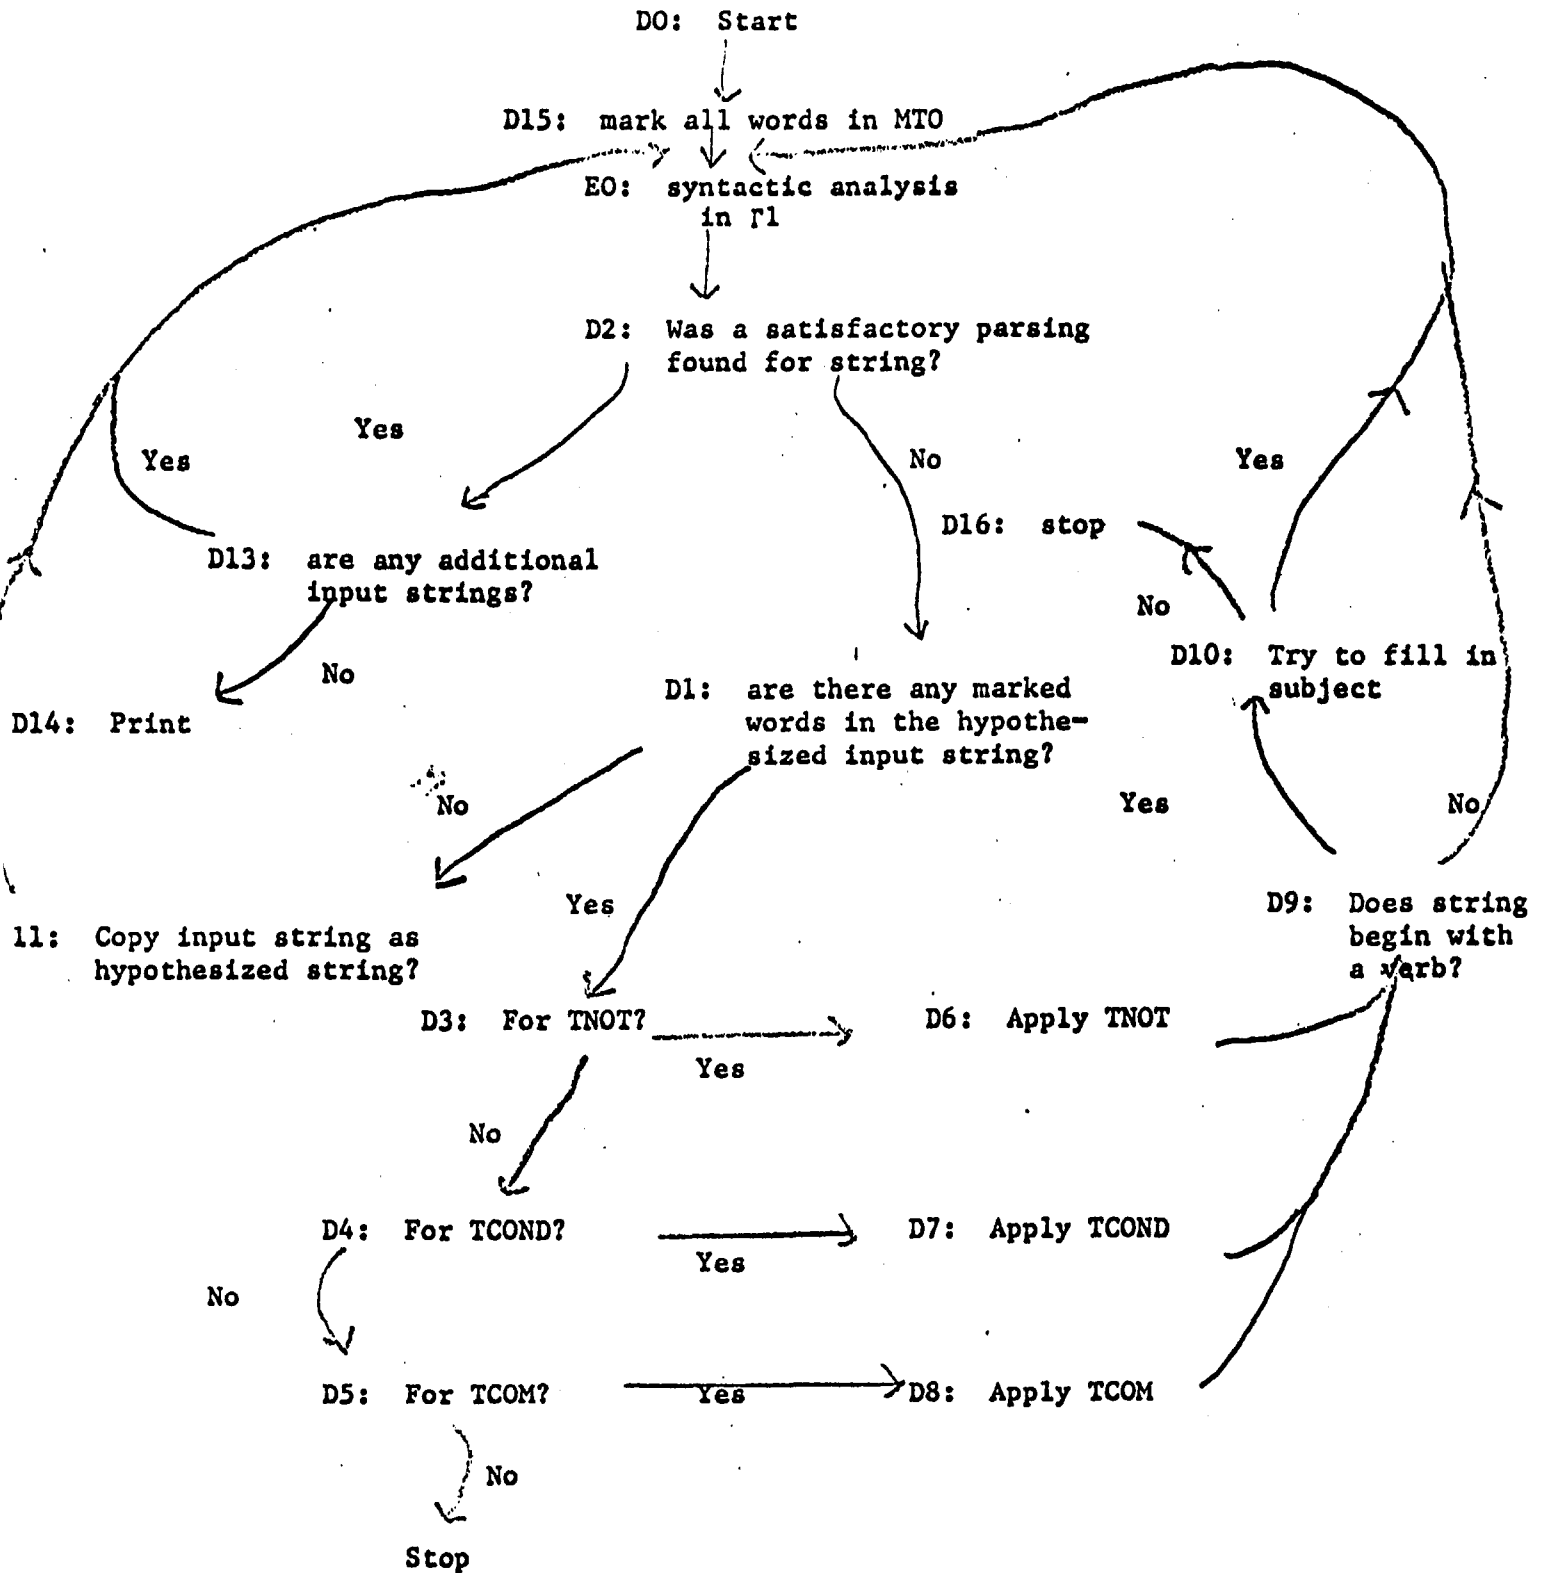 DO: Start
D15: mark all words in MTO
EO: syntactic analysis
in Γ1
D2: Was a satisfactory parsing
found for string?
Yes
No
Yes
Yes
D16: stop
D13: are any additional
input strings?
No
No
D10: Try to fill in
subject
D14: Print
D1: are there any marked
words in the hypothe-
sized input string?
No
Yes
No
Yes
D9: Does string
begin with
a verb?
11: Copy input string as
hypothesized string?
D3: For TNOT?
Yes
D6: Apply TNOT
No
D4: For TCOND?
Yes
D7: Apply TCOND
No
D5: For TCOM?
Yes
D8: Apply TCOM
No
Stop